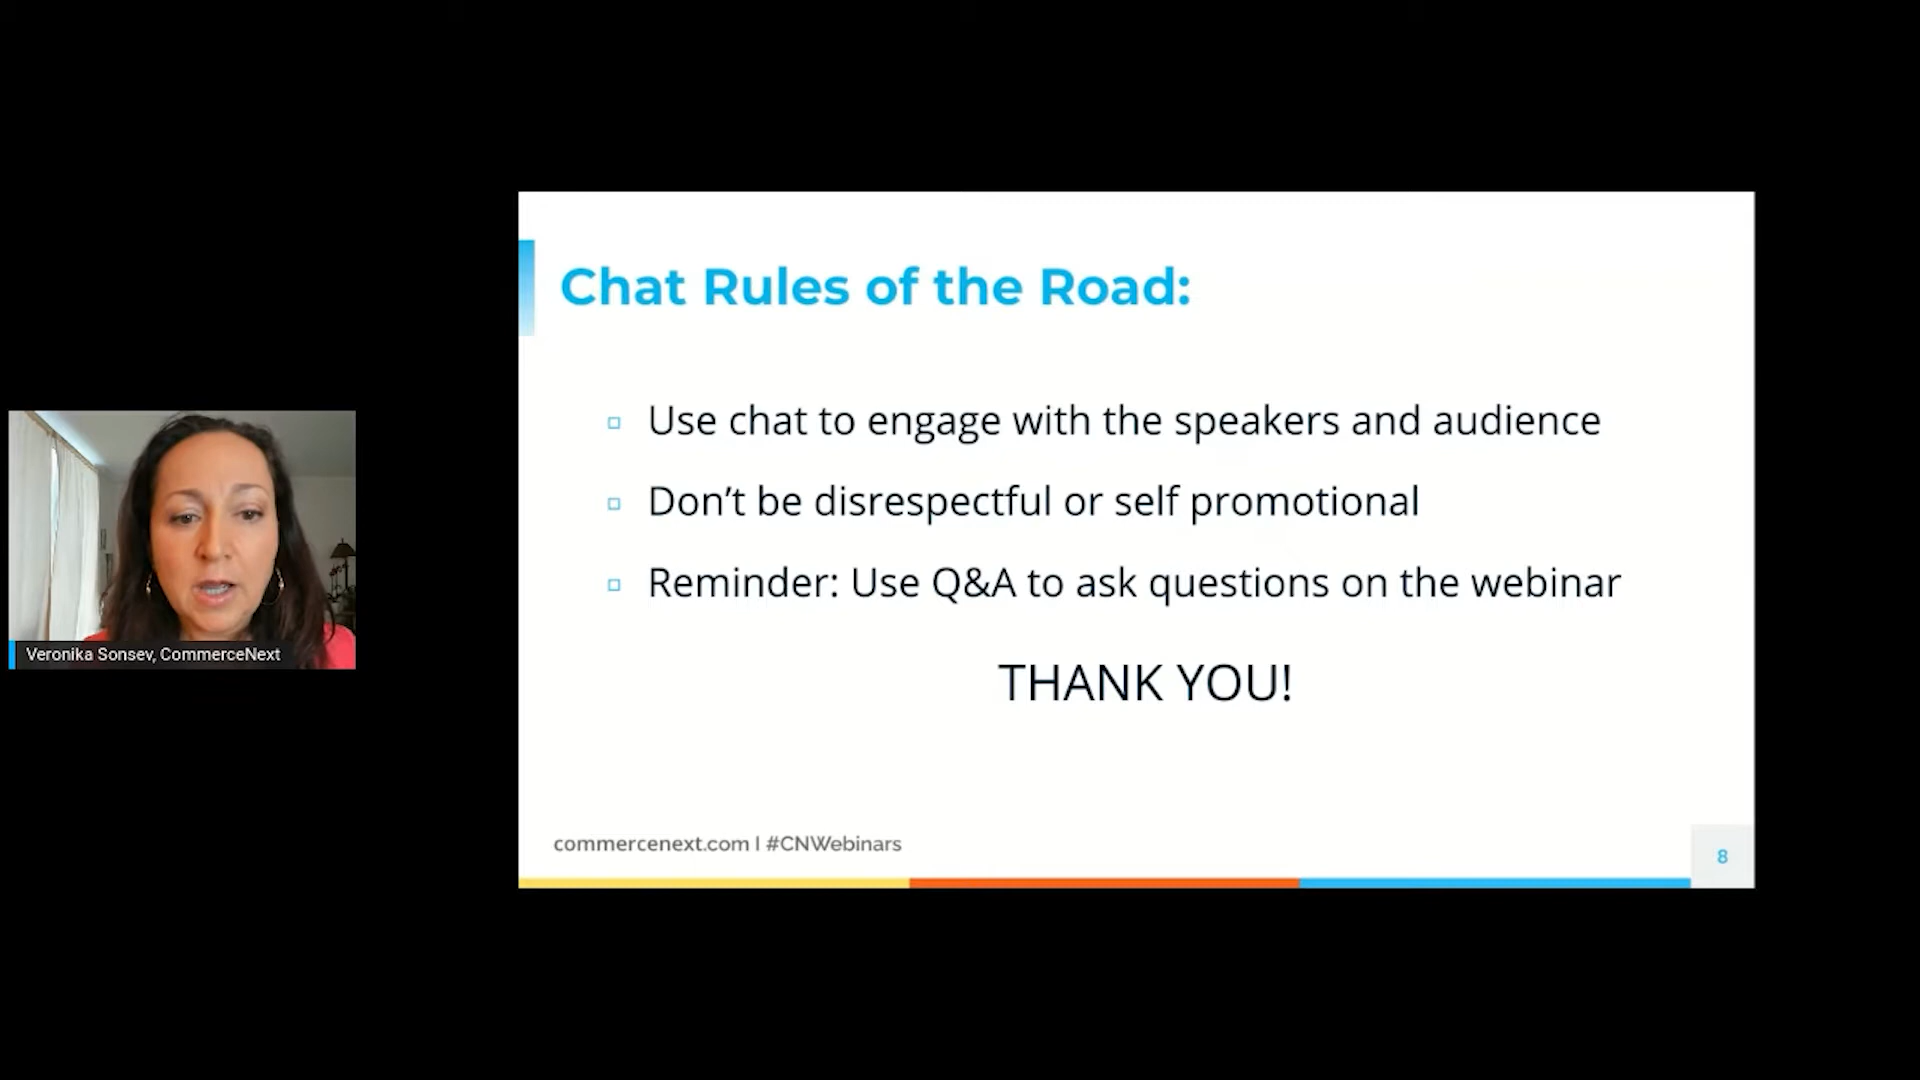 Chat Rules of the Road:
Use chat to engage with the speakers and audience
Don’t be disrespectful or self promotional
Reminder: Use Q&A to ask questions on the webinar
THANK YOU!
Veronika Sonsev, CommerceNext
commercenext.com | #CNWebinars
8